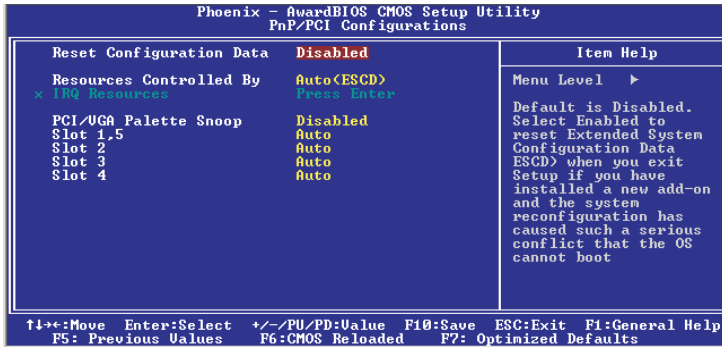 Phoenix - AwardBIOS CMOS Setup Utility
PnP/PCI Configurations
Reset Configuration Data Disabled
Resources Controlled By Auto(ESCD)
x IRQ Resources Press Enter
PCI/VGA Palette Snoop Disabled
Slot 1,5 Auto
Slot 2 Auto
Slot 3 Auto
Slot 4 Auto
Item Help
Menu Level ▶
Default is Disabled.
Select Enabled to
reset Extended System
Configuration Data
ESCD) when you exit
Setup if you have
installed a new add-on
and the system
reconfiguration has
caused such a serious
conflict that the OS
cannot boot
↑↓→←:Move Enter:Select +/-/PU/PD:Value F10:Save ESC:Exit F1:General Help
F5: Previous Values F6:CMOS Reloaded F7: Optimized Defaults